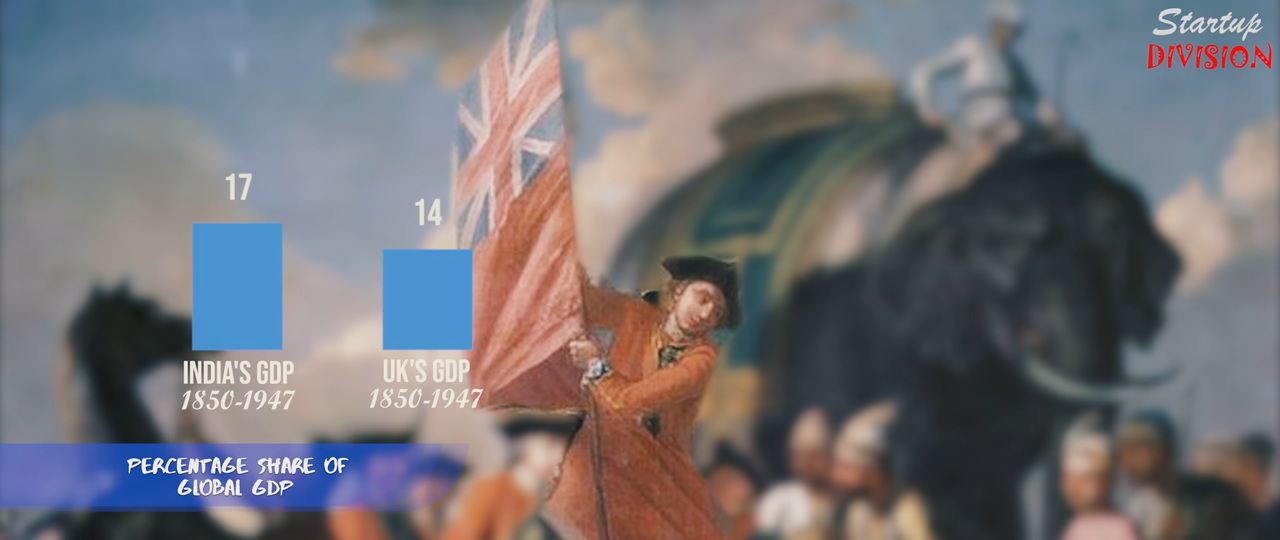 Startup
DIVISION
17
14
INDIA'S GDP
1850-1947
UK'S GDP
1850-1947
PERCENTAGE SHARE OF
GLOBAL GDP